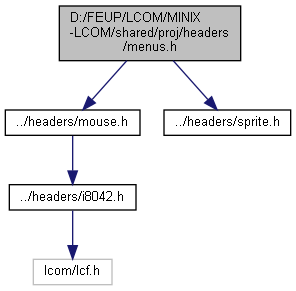 D:/FEUP/LCOM/MINIX
-LCOM/shared/proj/headers
/menus.h
../headers/mouse.h
../headers/sprite.h
../headers/i8042.h
lcom/lcf.h